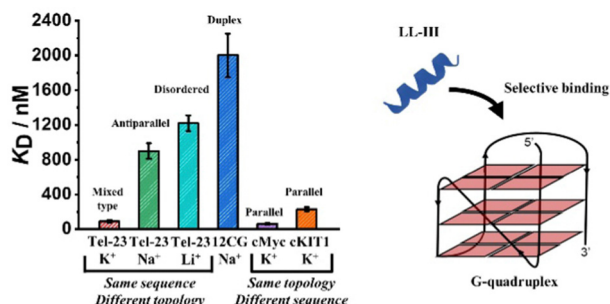 K_D / nM
2400
2000
1600
1200
800
400
0
Mixed
type
Antiparallel
Disordered
Duplex
Parallel
Parallel
Tel-23 Tel-23 Tel-23 12CG cMyc cKIT1
K⁺ Na⁺ Li⁺ Na⁺ K⁺ K⁺
Same sequence Same topology
Different topology Different sequence
LL-III
Selective binding
5'
3'
G-quadruplex